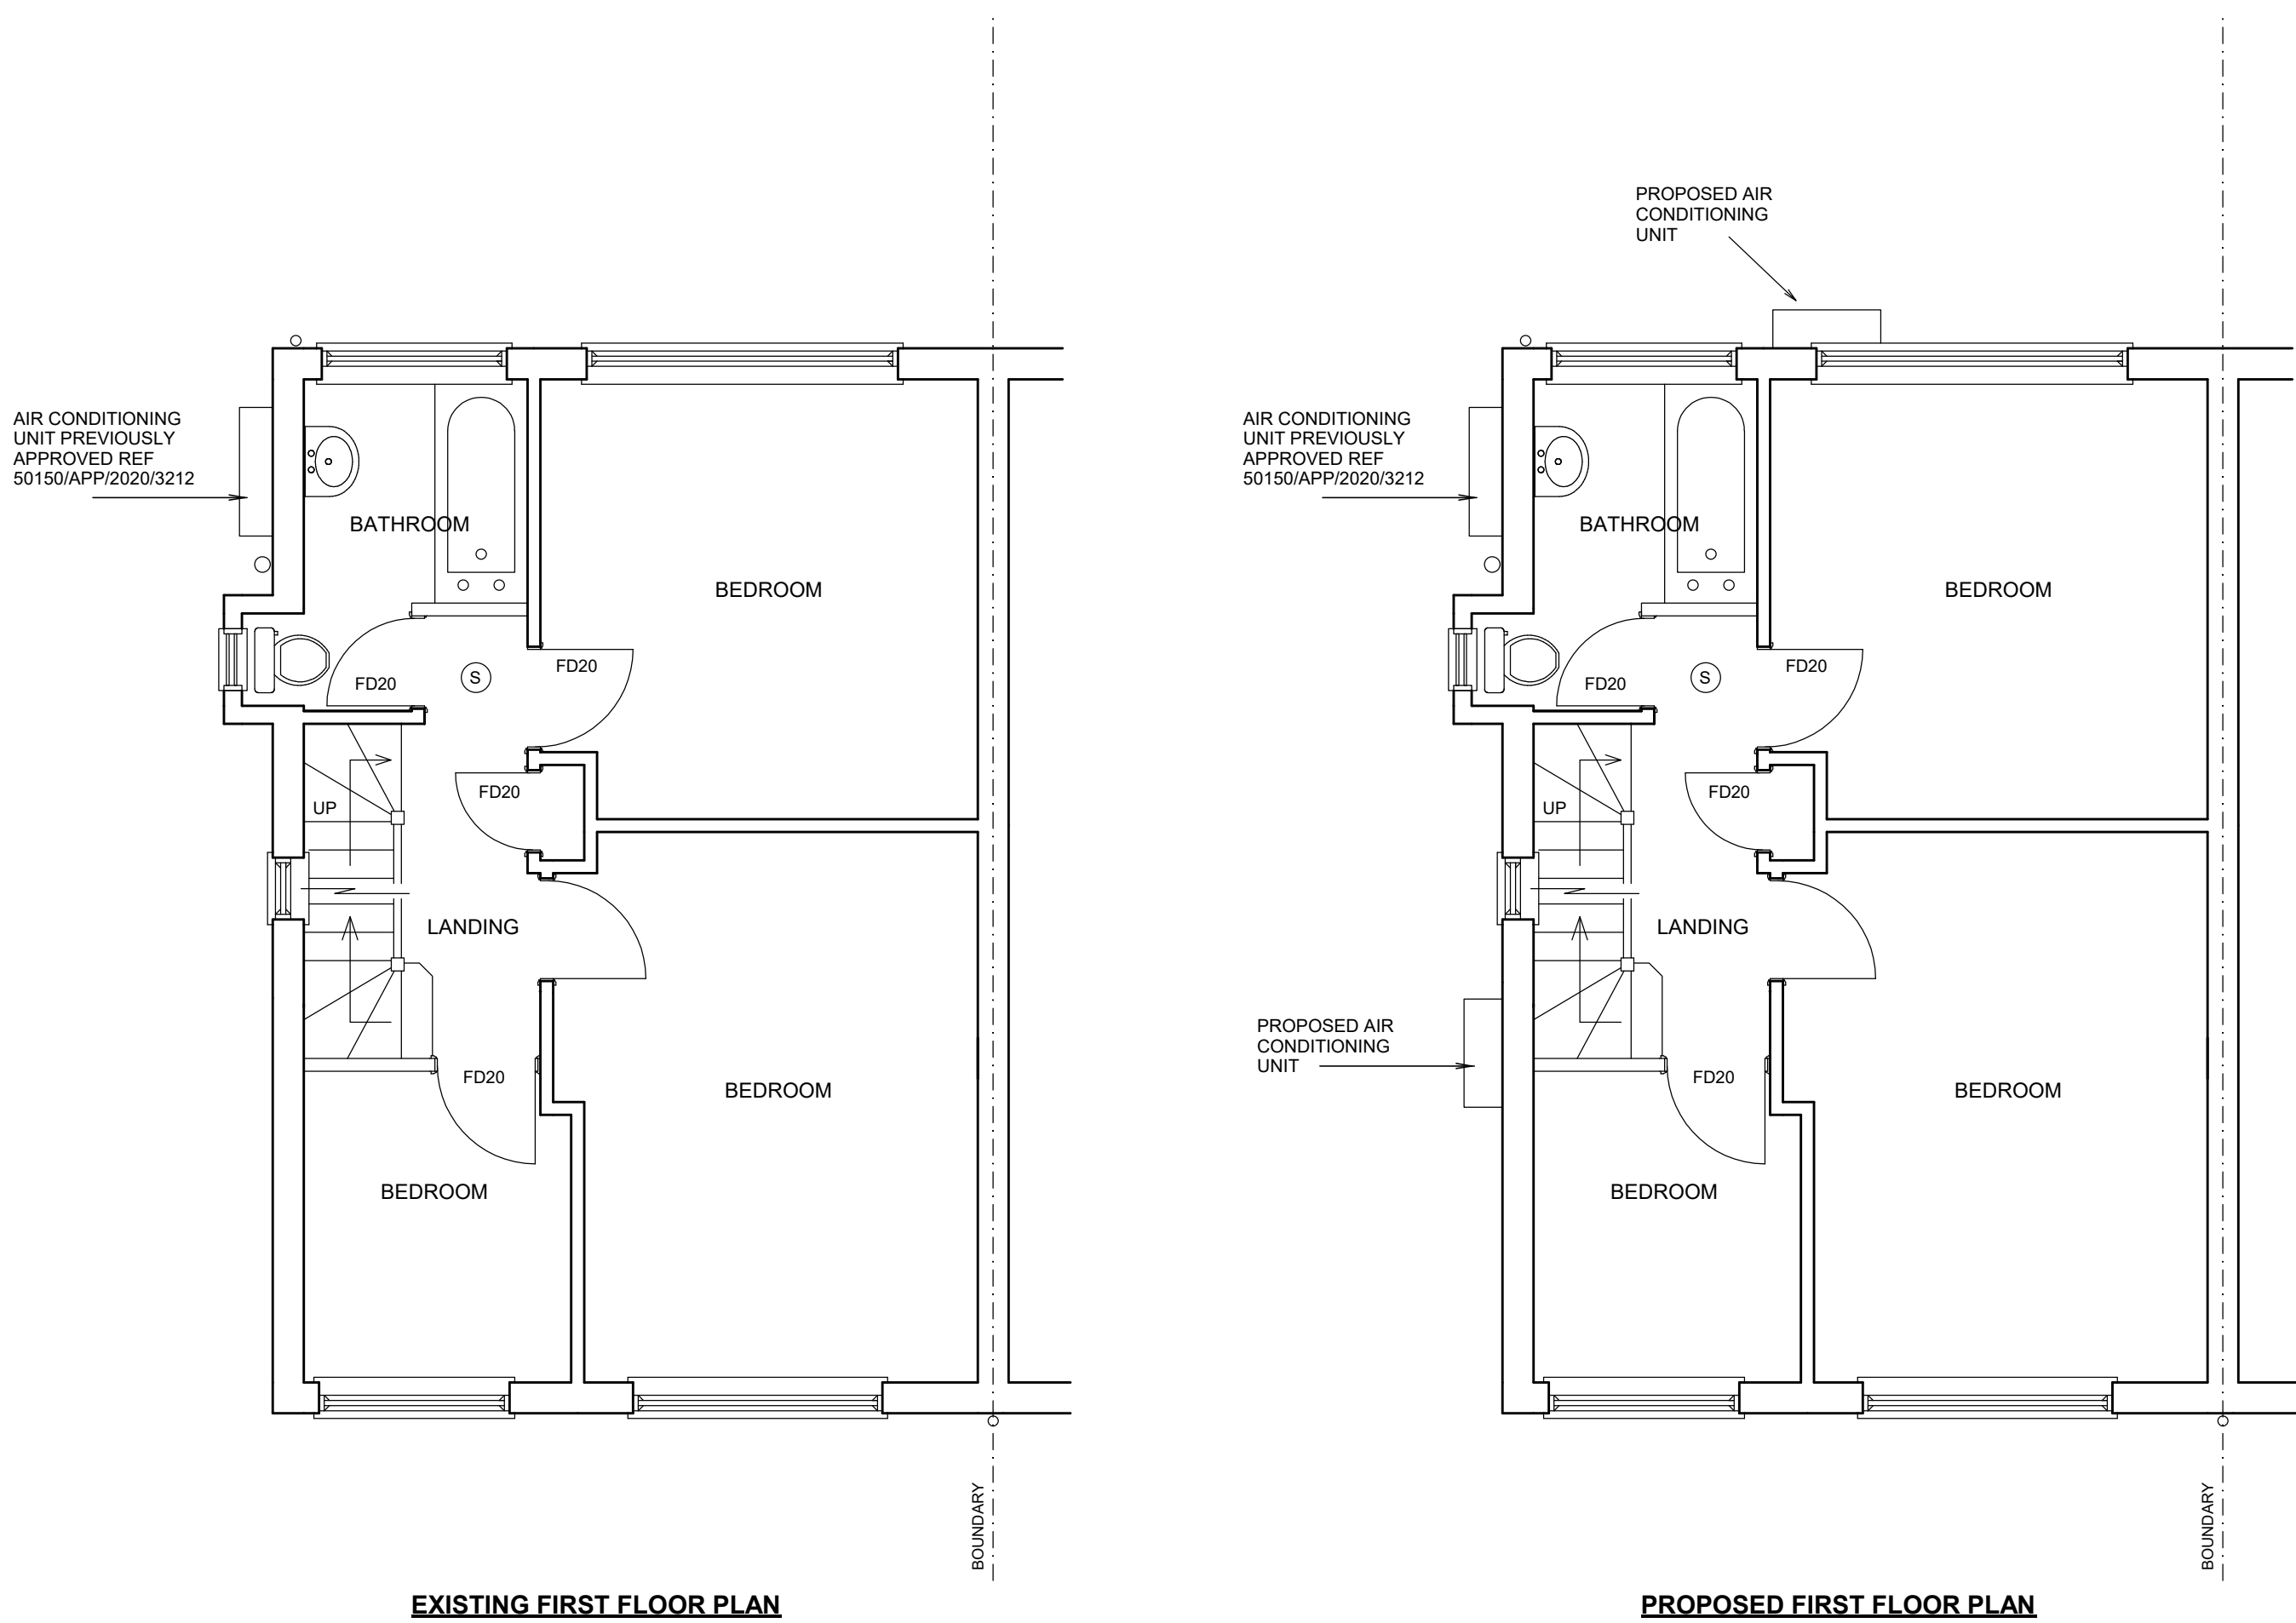 AIR CONDITIONING
UNIT PREVIOUSLY
APPROVED REF
50150/APP/2020/3212
BATHROOM
BEDROOM
FD20
FD20
S
FD20
UP
LANDING
FD20
BEDROOM
BEDROOM
BOUNDARY
EXISTING FIRST FLOOR PLAN
PROPOSED AIR
CONDITIONING
UNIT
AIR CONDITIONING
UNIT PREVIOUSLY
APPROVED REF
50150/APP/2020/3212
BATHROOM
BEDROOM
FD20
FD20
S
FD20
UP
LANDING
PROPOSED AIR
CONDITIONING
UNIT
FD20
BEDROOM
BEDROOM
BOUNDARY
PROPOSED FIRST FLOOR PLAN